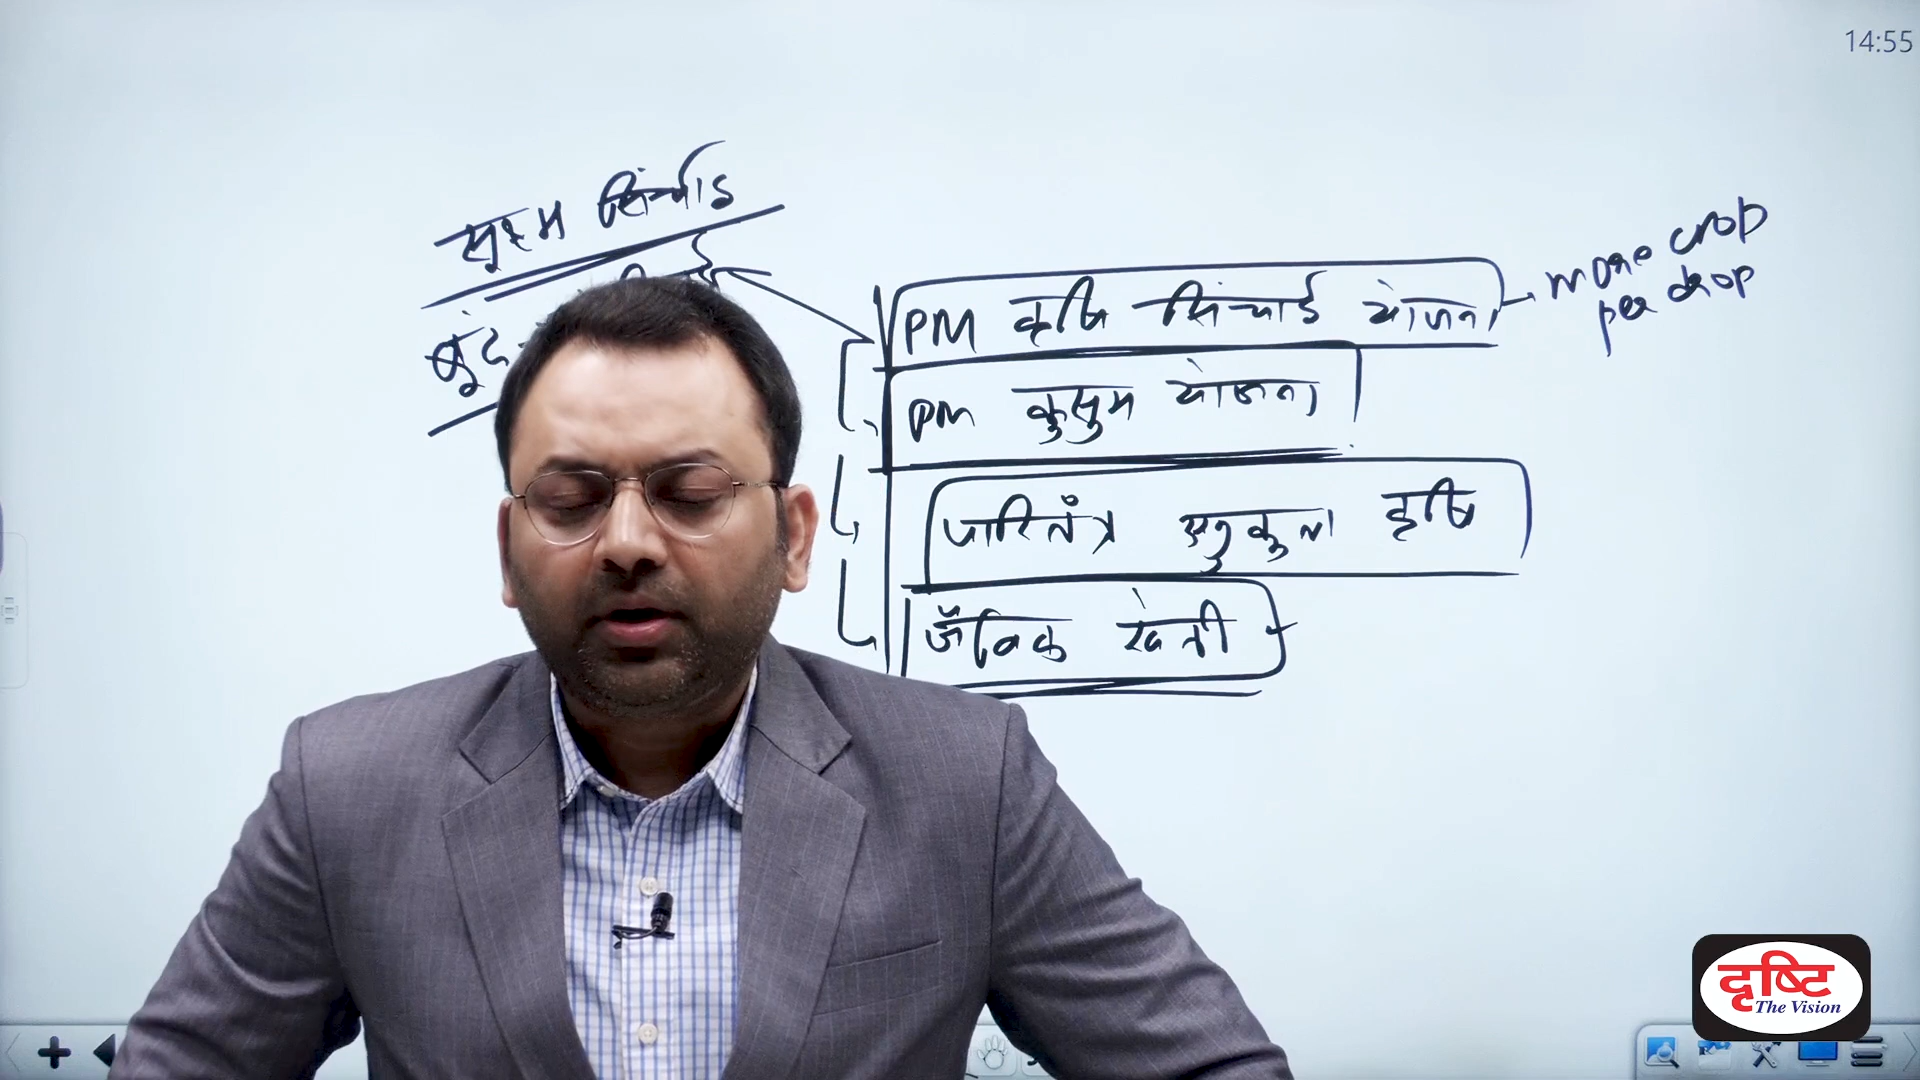 14:55
सूक्ष्म सिंचाई
बूंद
PM कृषि सिंचाई योजना
more crop
per drop
PM कुसुम योजना
पारितंत्र अनुकूल कृषि
जैविक खेती
दृष्टि
The Vision